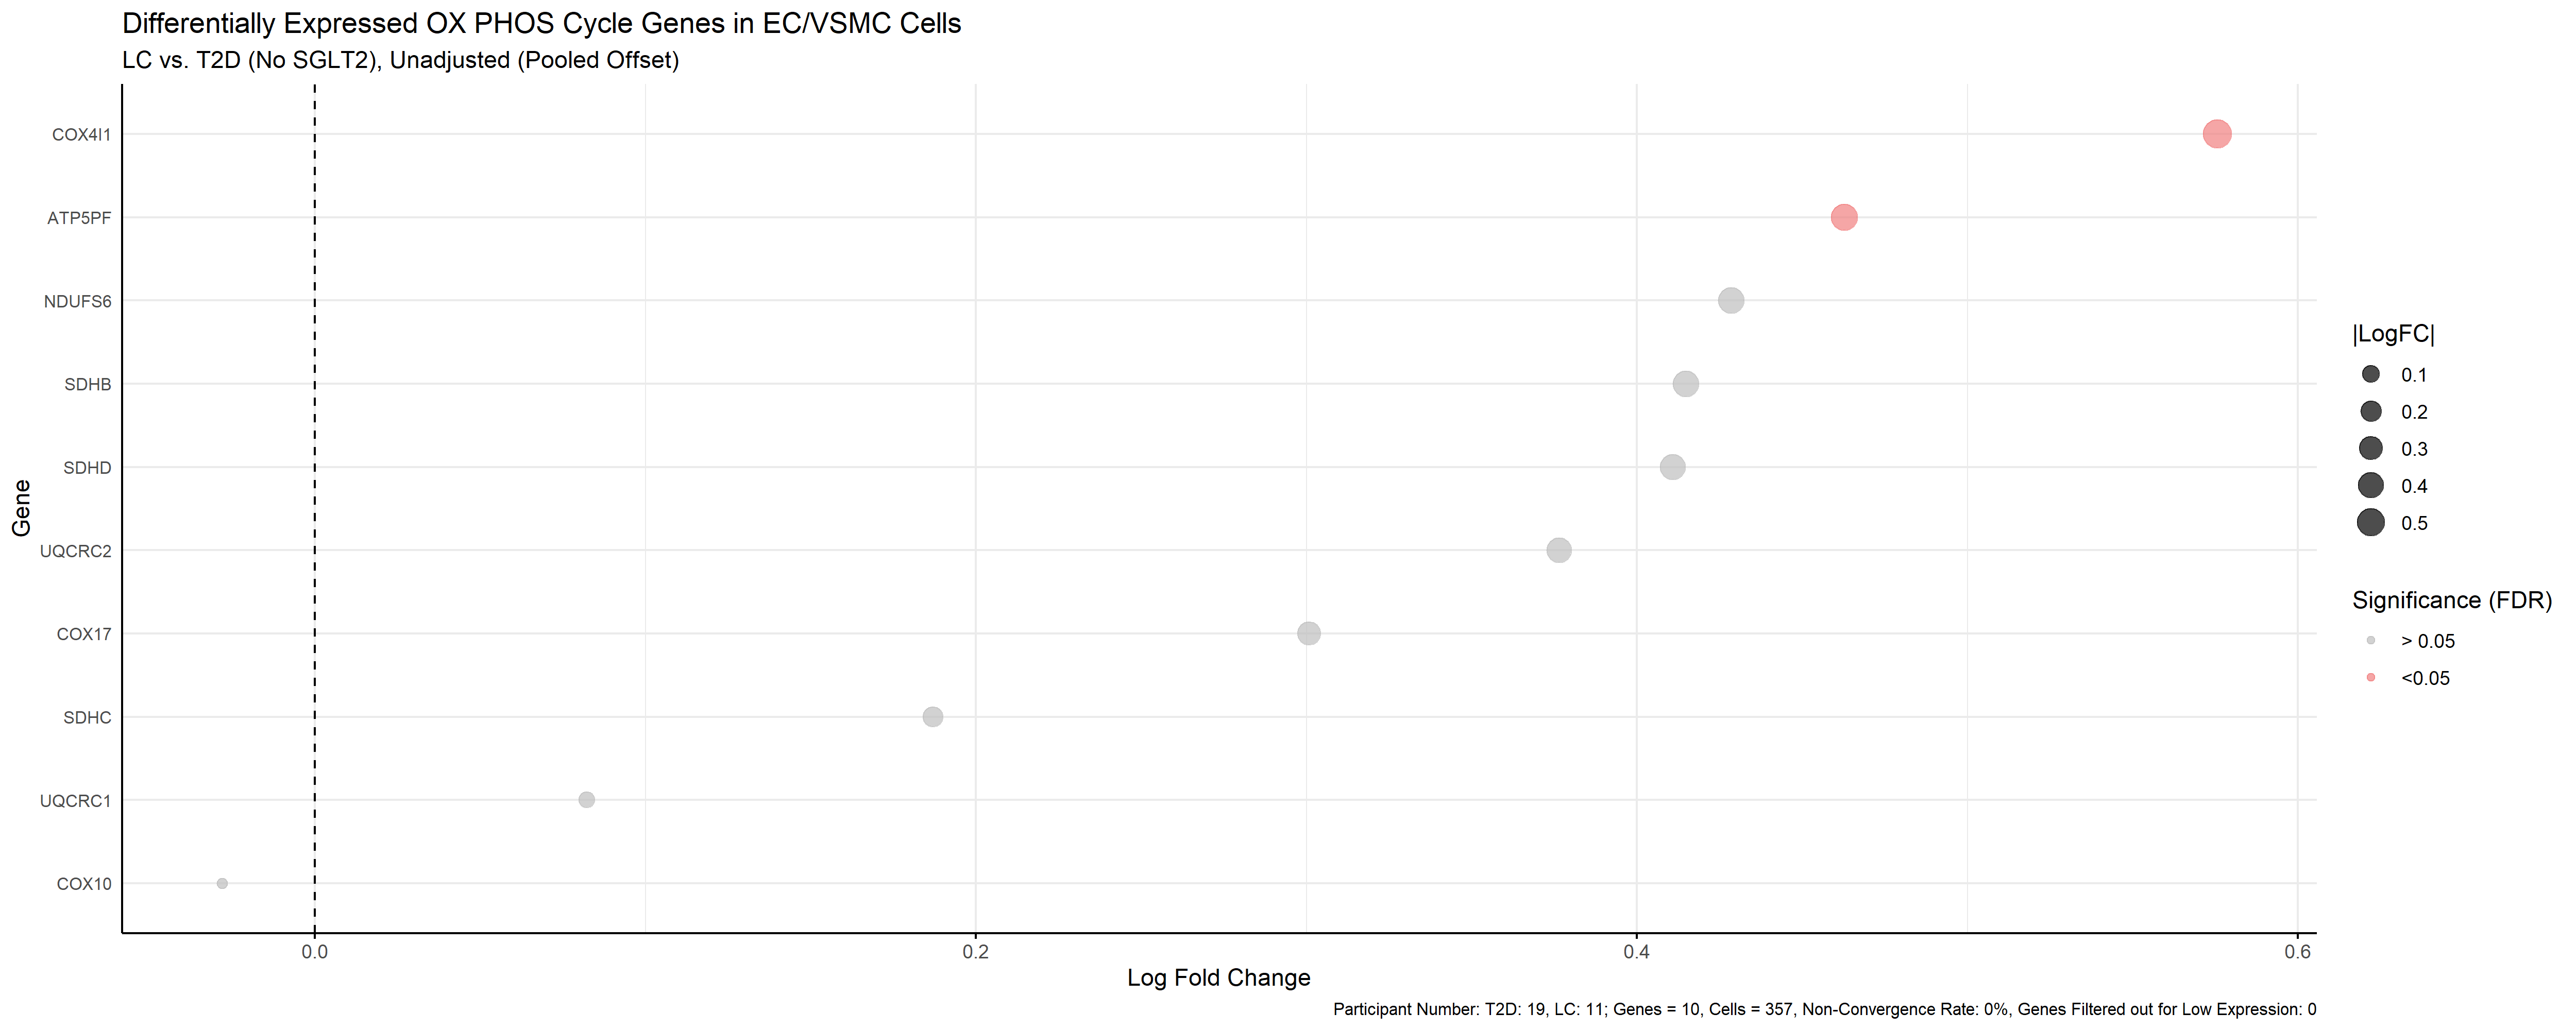 Differentially Expressed OX PHOS Cycle Genes in EC/VSMC Cells
LC vs. T2D (No SGLT2), Unadjusted (Pooled Offset)
Gene
COX4I1
ATP5PF
NDUFS6
SDHB
SDHD
UQCRC2
COX17
SDHC
UQCRC1
COX10
0.0
0.2
0.4
0.6
Log Fold Change
|LogFC|
0.1
0.2
0.3
0.4
0.5
Significance (FDR)
> 0.05
<0.05
Participant Number: T2D: 19, LC: 11; Genes = 10, Cells = 357, Non-Convergence Rate: 0%, Genes Filtered out for Low Expression: 0